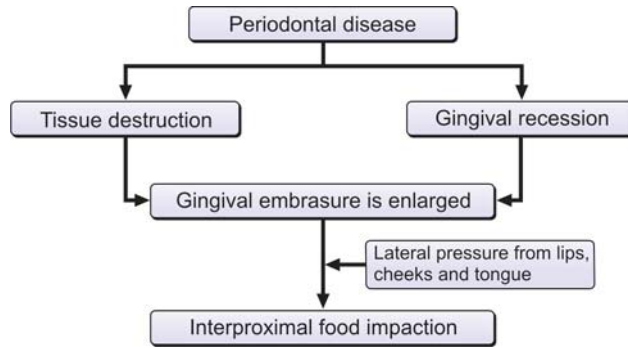 Periodontal disease
Tissue destruction
Gingival recession
Gingival embrasure is enlarged
Lateral pressure from lips,
cheeks and tongue
Interproximal food impaction